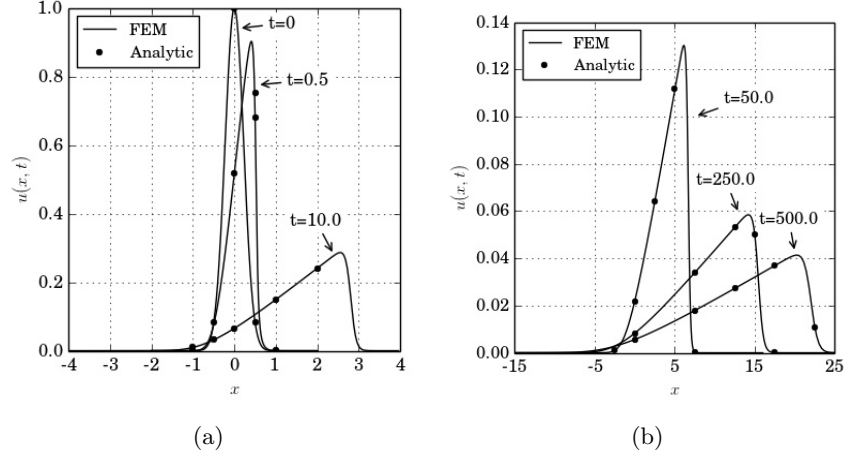 1.0
0.8
0.6
0.4
0.2
0.0
-4 -3 -2 -1 0 1 2 3 4
x
u(x, t)
FEM
Analytic
t=0
t=0.5
t=10.0
(a)
0.14
0.12
0.10
0.08
0.06
0.04
0.02
0.00
-15 -5 5 15 25
x
u(x, t)
FEM
Analytic
t=50.0
t=250.0
t=500.0
(b)